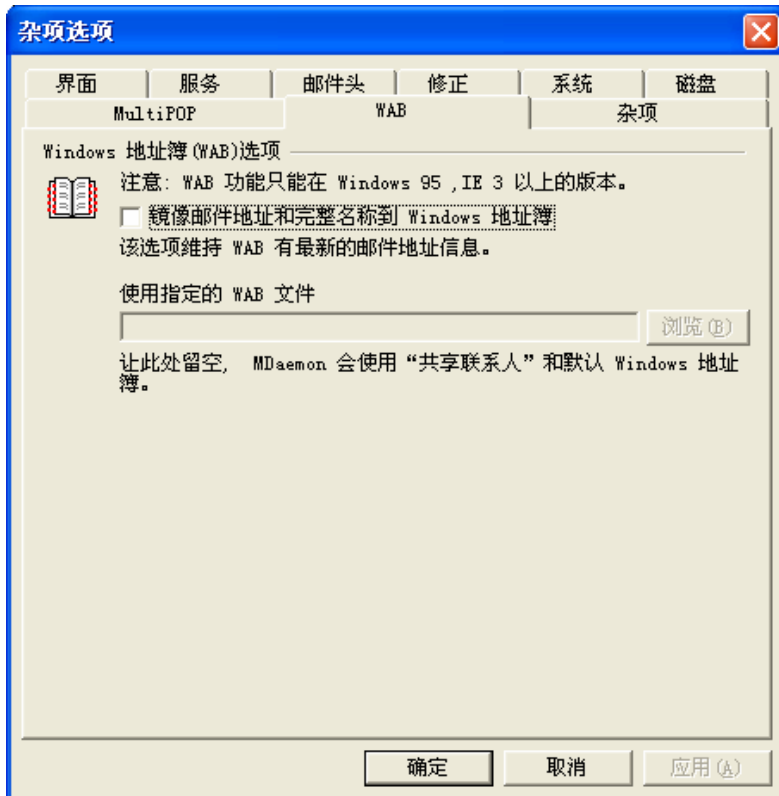 杂项选项
界面 服务 邮件头 修正 系统 磁盘
MultiPOP WAB 杂项
Windows 地址簿(WAB)选项
注意: WAB 功能只能在 Windows 95 ,IE 3 以上的版本。
镜像邮件地址和完整名称到 Windows 地址簿
该选项维持 WAB 有最新的邮件地址信息。
使用指定的 WAB 文件
浏览(B)
让此处留空, MDaemon 会使用“共享联系人”和默认 Windows 地址
簿。
确定 取消 应用(A)